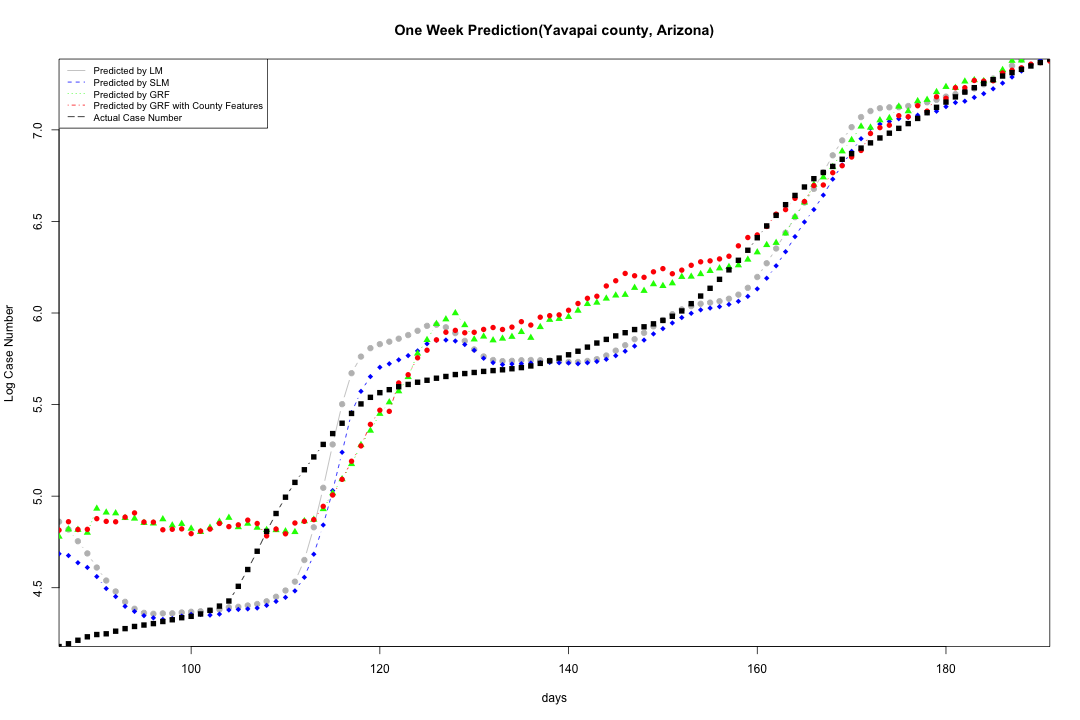 One Week Prediction(Yavapai county, Arizona)
Predicted by LM
Predicted by SLM
Predicted by GRF
Predicted by GRF with County Features
Actual Case Number
7.0
6.5
6.0
5.5
5.0
4.5
Log Case Number
100
120
140
160
180
days